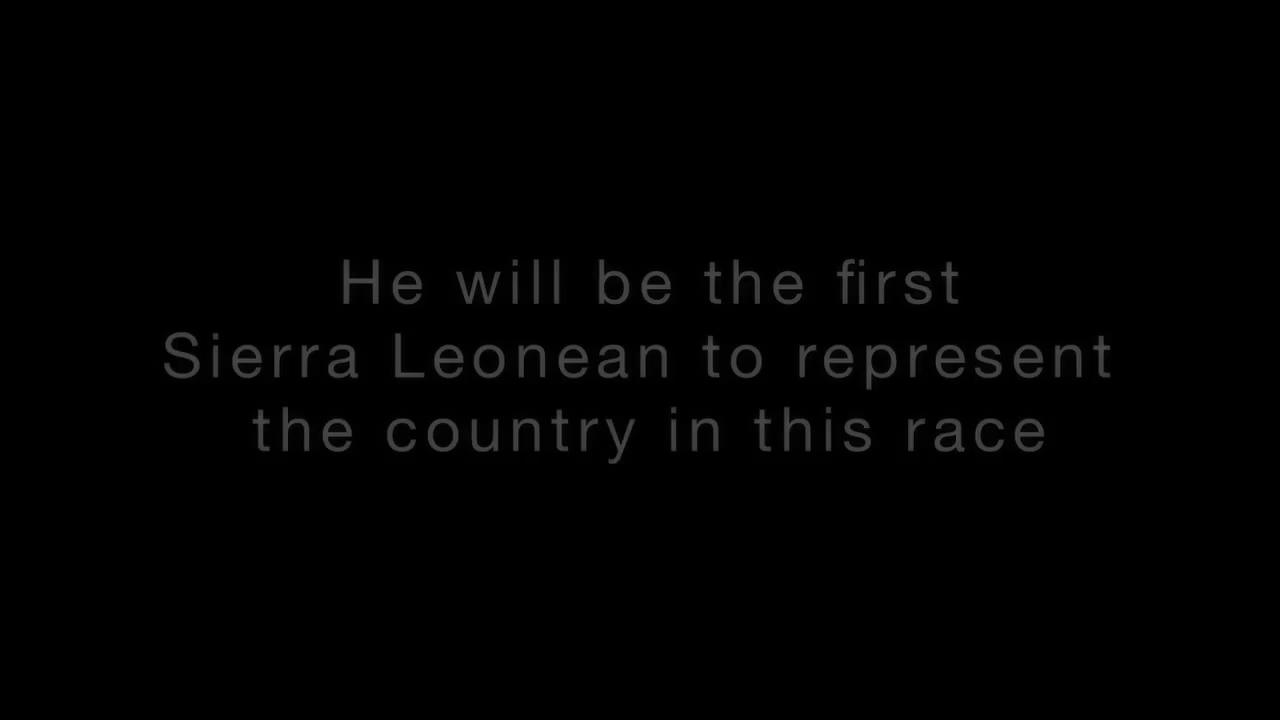 He will be the first
Sierra Leonean to represent
the country in this race